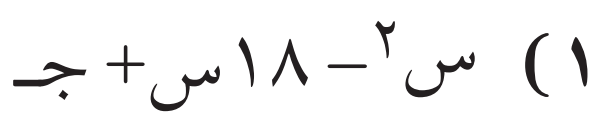 ١) س٢ – ١٨س + جـ